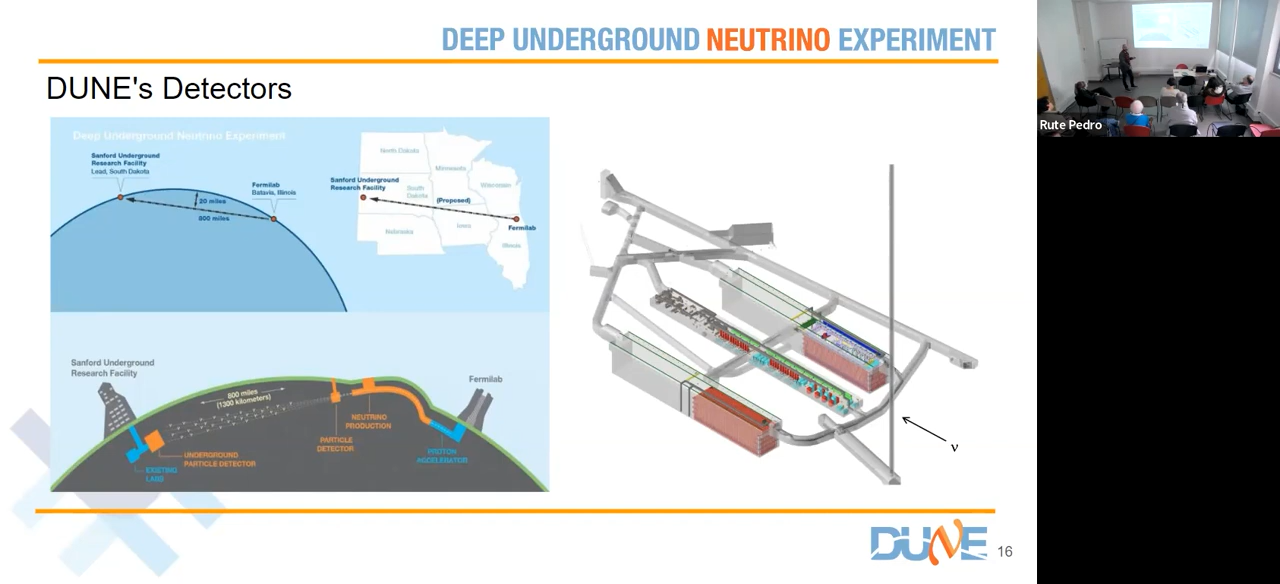 DEEP UNDERGROUND NEUTRINO EXPERIMENT
DUNE's Detectors
Deep Underground Neutrino Experiment
Sanford Underground
Research Facility
Lead, South Dakota
Fermilab
Batavia, Illinois
20 miles
800 miles
North Dakota
Minnesota
Sanford Underground
Research Facility
South
Dakota
Wisconsin
(Proposed)
Nebraska
Iowa
Fermilab
Illinois
Sanford Underground
Research Facility
800 miles
(1300 kilometers)
Fermilab
NEUTRINO
PRODUCTION
PARTICLE
DETECTOR
UNDERGROUND
PARTICLE DETECTOR
PROTON
ACCELERATOR
EXISTING
LABS
ν
DUNE
16
Rute Pedro